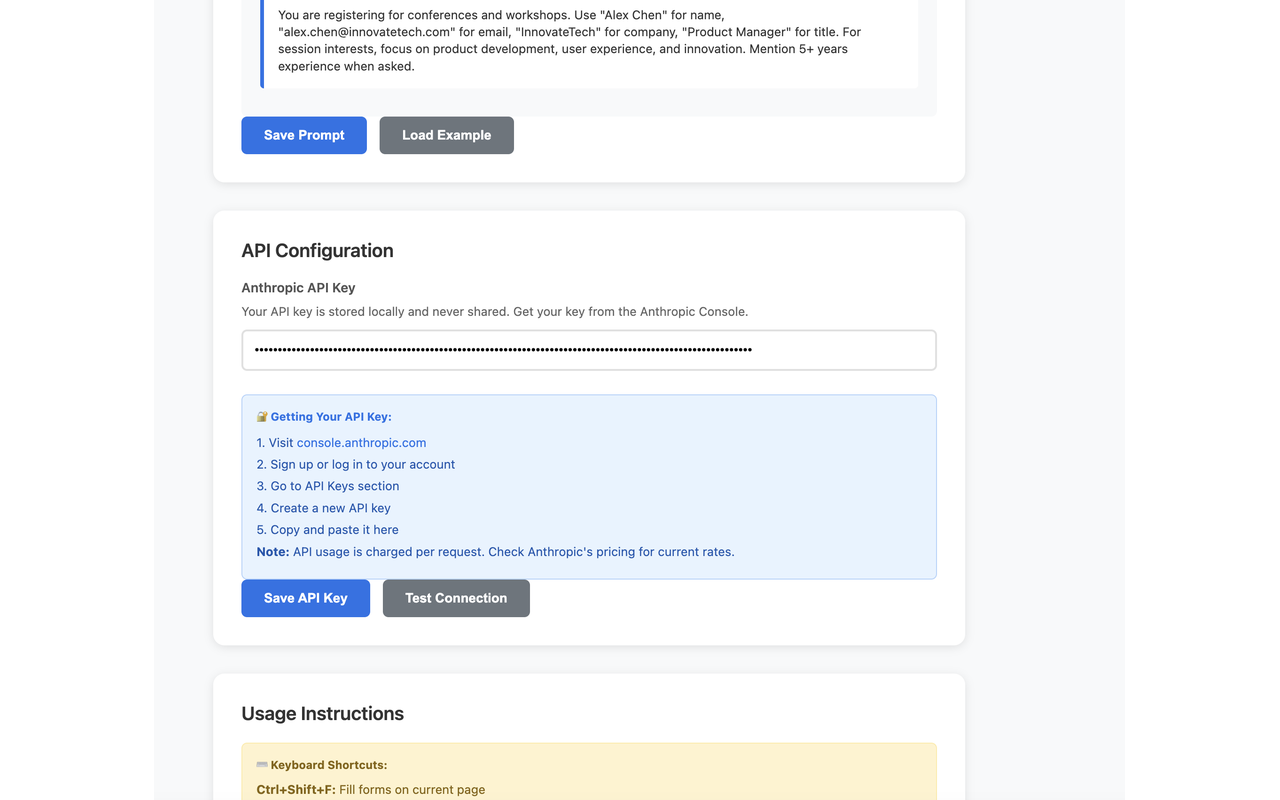 You are registering for conferences and workshops. Use "Alex Chen" for name,
"alex.chen@innovatetech.com" for email, "InnovateTech" for company, "Product Manager" for title. For
session interests, focus on product development, user experience, and innovation. Mention 5+ years
experience when asked.
Save Prompt
Load Example
API Configuration
Anthropic API Key
Your API key is stored locally and never shared. Get your key from the Anthropic Console.
🔐 Getting Your API Key:
1. Visit console.anthropic.com
2. Sign up or log in to your account
3. Go to API Keys section
4. Create a new API key
5. Copy and paste it here
Note: API usage is charged per request. Check Anthropic's pricing for current rates.
Save API Key
Test Connection
Usage Instructions
⌨️ Keyboard Shortcuts:
Ctrl+Shift+F: Fill forms on current page